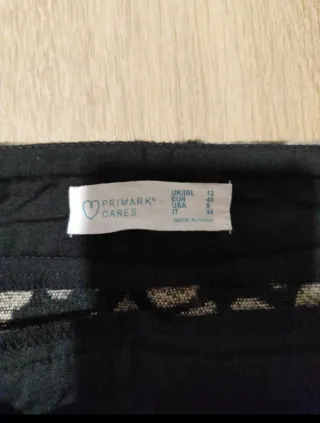 PRIMARK®
CARES
UK/IRL 12
EUR 40
USA 8
IT 44